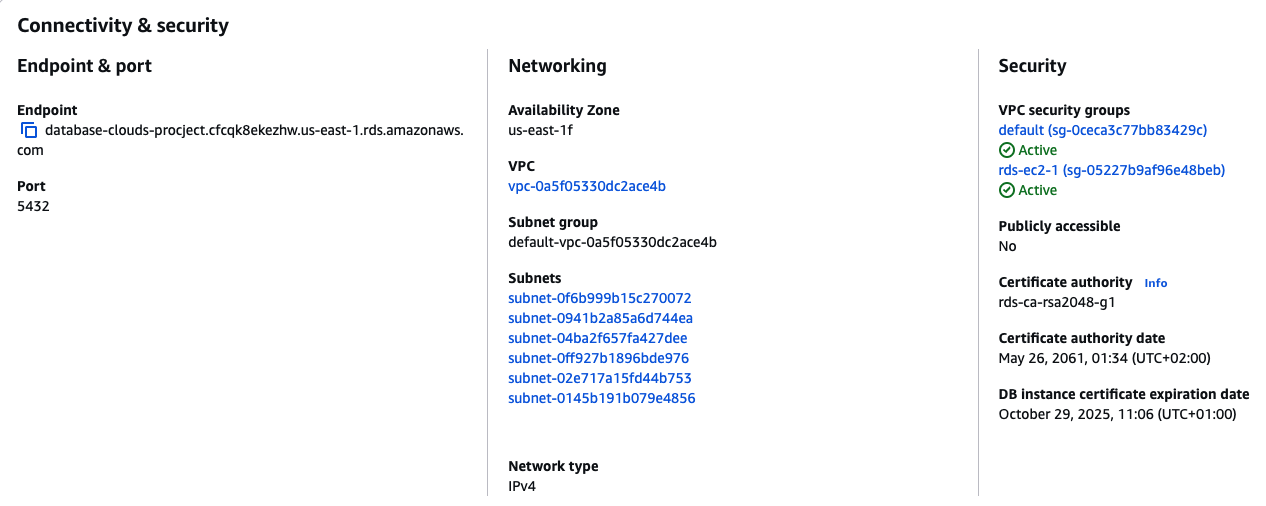 Connectivity & security
Endpoint & port
Endpoint
database-clouds-procject.cfcqk8ekezhw.us-east-1.rds.amazonaws.
com
Port
5432
Networking
Availability Zone
us-east-1f
VPC
vpc-0a5f05330dc2ace4b
Subnet group
default-vpc-0a5f05330dc2ace4b
Subnets
subnet-0f6b999b15c270072
subnet-0941b2a85a6d744ea
subnet-04ba2f657fa427dee
subnet-0ff927b1896bde976
subnet-02e717a15fd44b753
subnet-0145b191b079e4856
Network type
IPv4
Security
VPC security groups
default (sg-0ceca3c77bb83429c)
Active
rds-ec2-1 (sg-05227b9af96e48beb)
Active
Publicly accessible
No
Certificate authority Info
rds-ca-rsa2048-g1
Certificate authority date
May 26, 2061, 01:34 (UTC+02:00)
DB instance certificate expiration date
October 29, 2025, 11:06 (UTC+01:00)